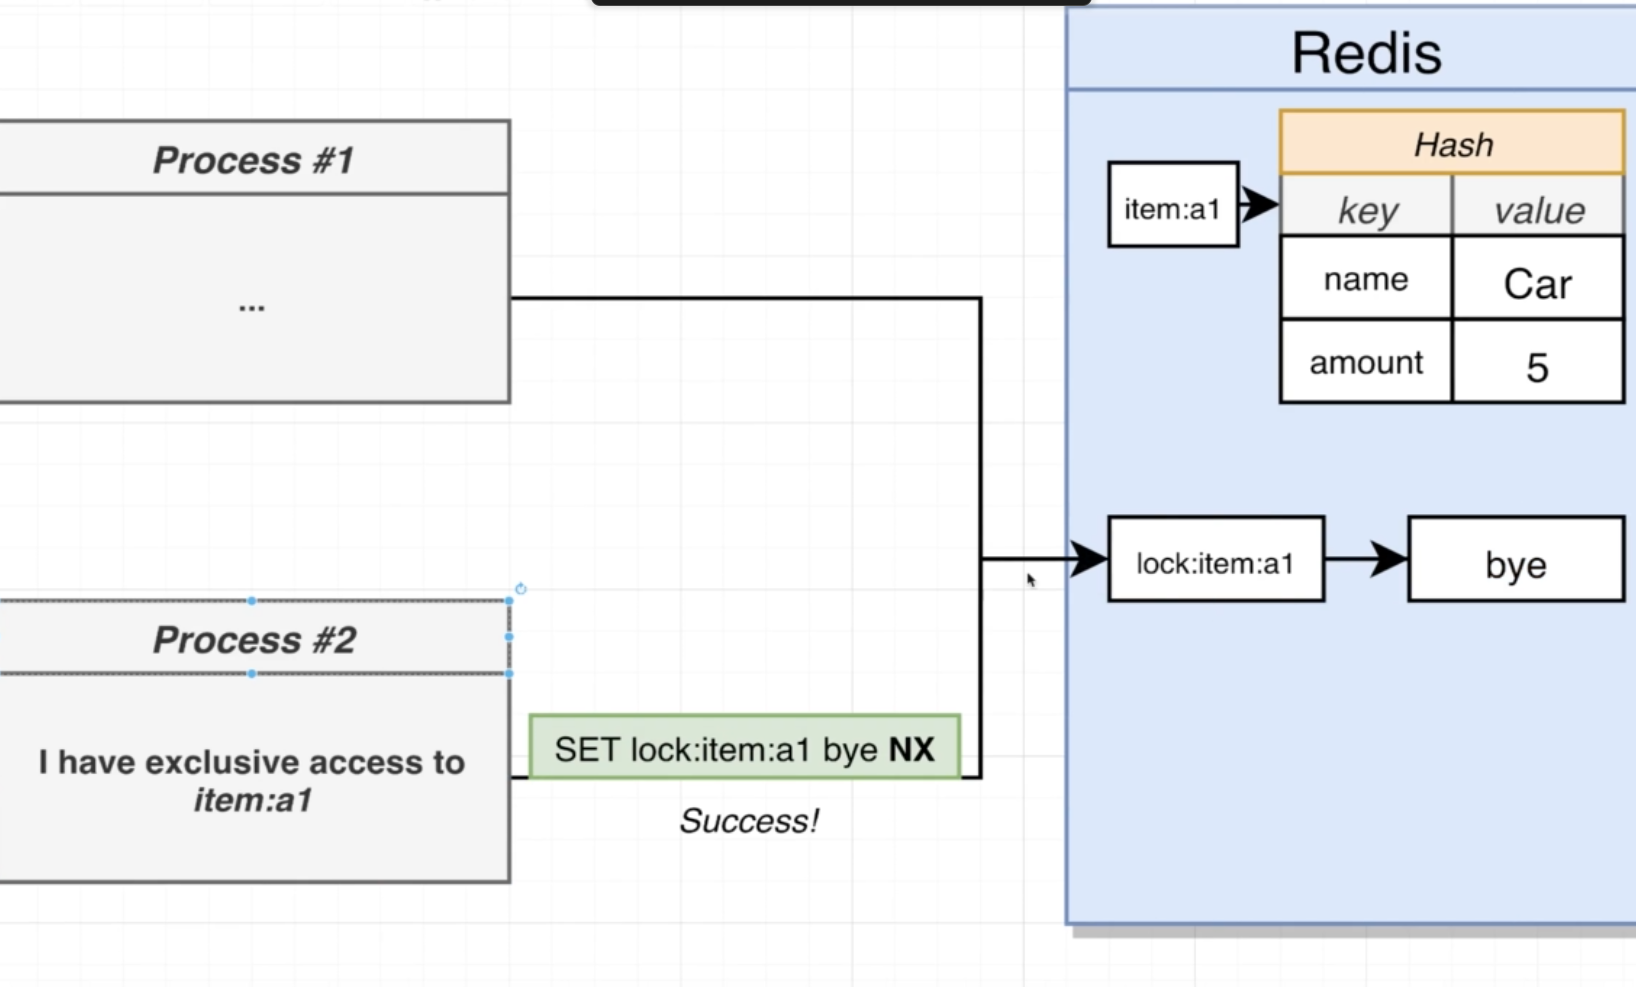 Redis
Process #1
...
Hash
item:a1
key value
name Car
amount 5
lock:item:a1 bye
Process #2
I have exclusive access to
item:a1
SET lock:item:a1 bye NX
Success!